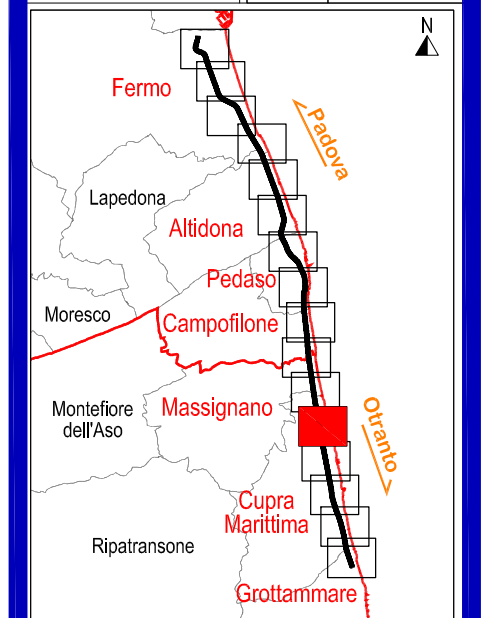 N
Fermo
Padova
Lapedona
Altidona
Pedaso
Moresco
Campofilone
Massignano
Montefiore
dell'Aso
Otranto
Cupra
Marittima
Ripatransone
Grottammare